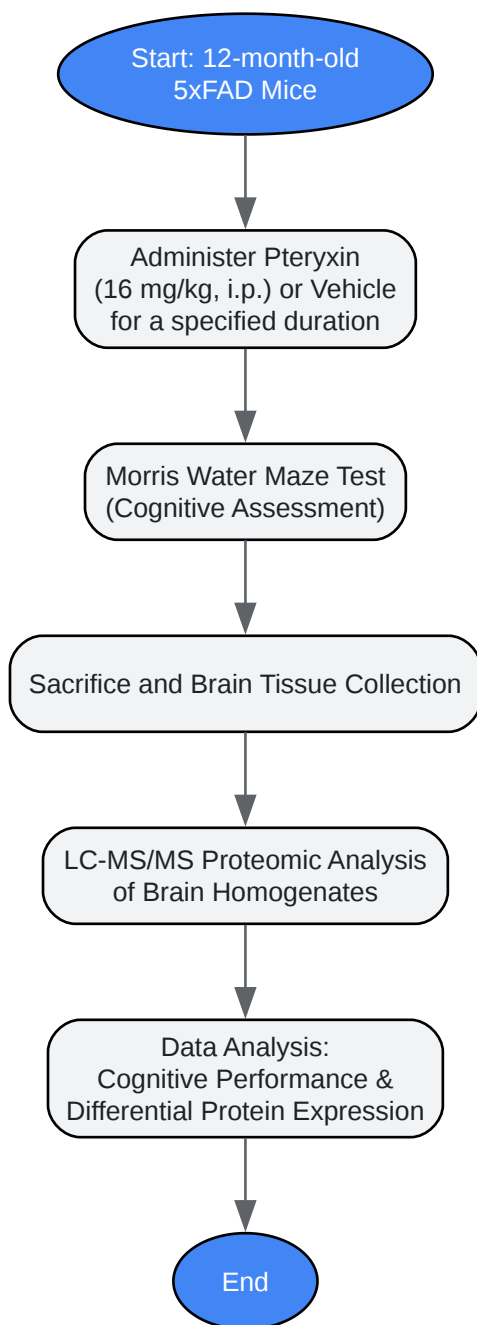 Start: 12-month-old
5xFAD Mice
Administer Pteryxin
(16 mg/kg, i.p.) or Vehicle
for a specified duration
Morris Water Maze Test
(Cognitive Assessment)
Sacrifice and Brain Tissue Collection
LC-MS/MS Proteomic Analysis
of Brain Homogenates
Data Analysis:
Cognitive Performance &
Differential Protein Expression
End